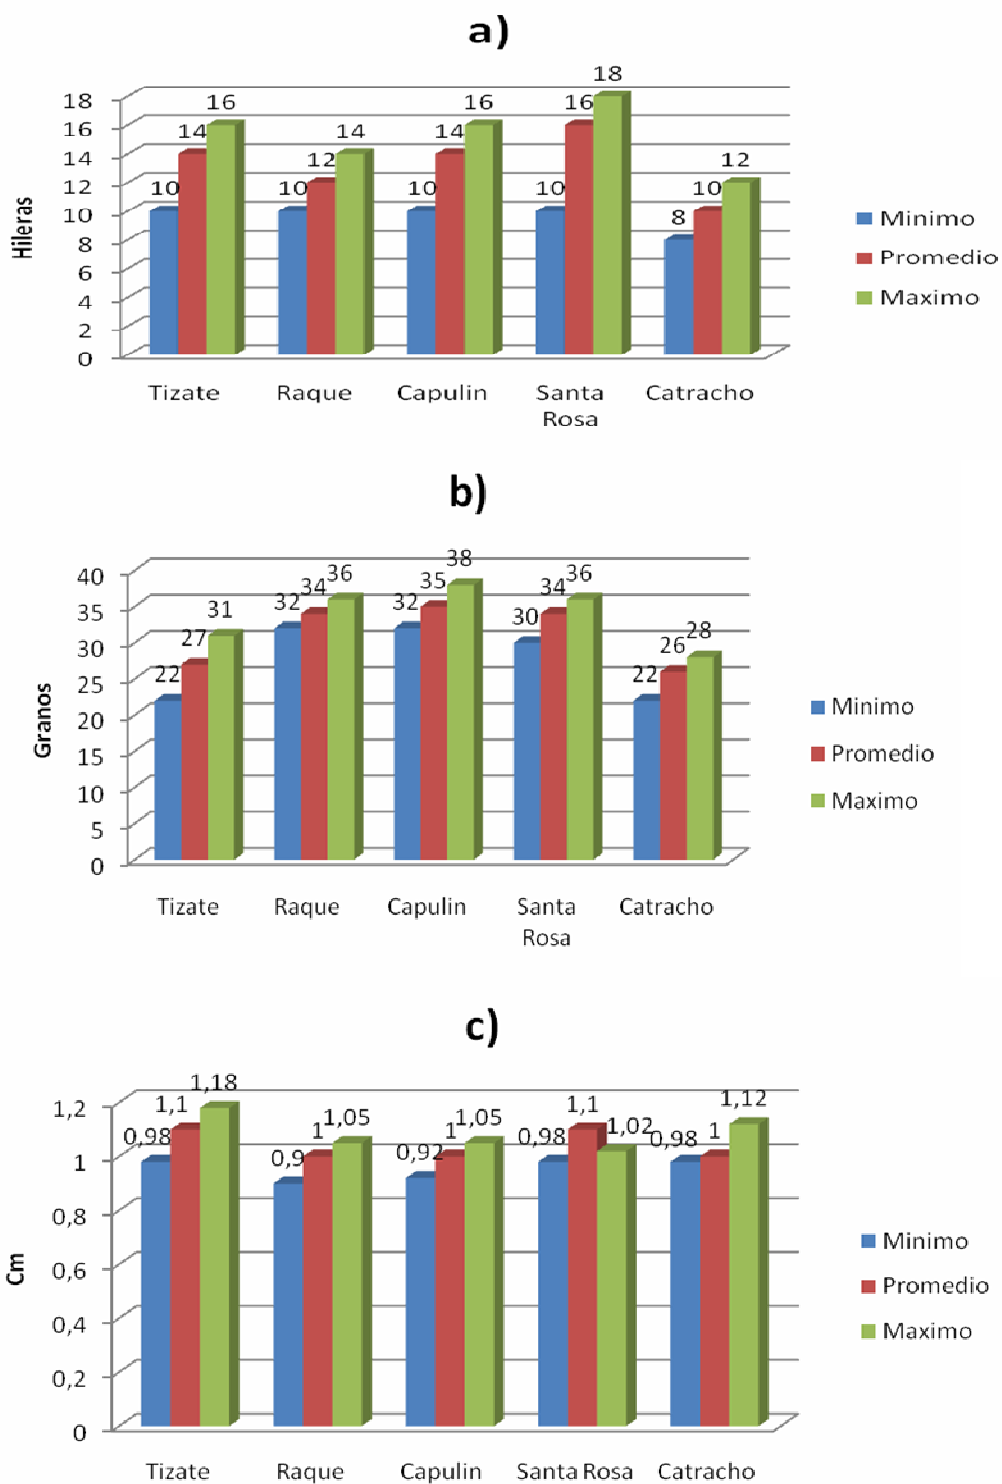 a)
18
16
14
12
10
8
6
4
2
0
Hileras
10 14 16
10 12 14
10 14 16
10 16 18
8 10 12
Tizate Raque Capulin Santa Rosa Catracho
Minimo
Promedio
Maximo
b)
40
35
30
25
20
15
10
5
0
Granos
22 27 31
32 34 36
32 35 38
30 34 36
22 26 28
Tizate Raque Capulin Santa Rosa Catracho
Minimo
Promedio
Maximo
c)
1,2
1
0,8
0,6
0,4
0,2
0
Cm
0,98 1,1 1,18
0,9 1 1,05
0,92 1 1,05
0,98 1,1 1,02
0,98 1 1,12
Tizate Raque Capulin Santa Rosa Catracho
Minimo
Promedio
Maximo